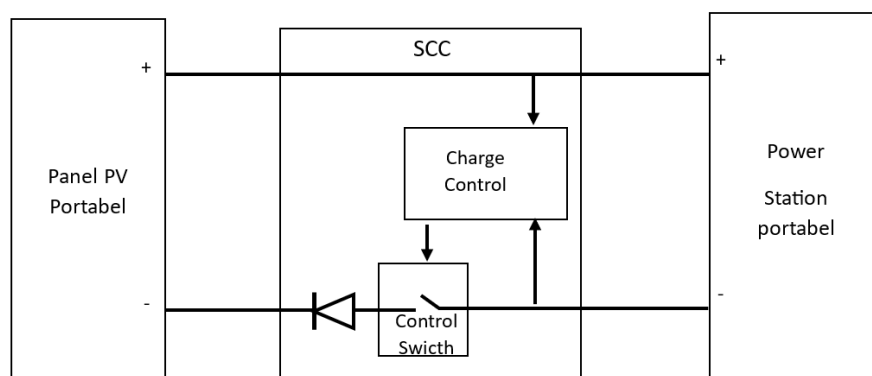 SCC
+
+
Charge
Control
Panel PV
Portabel
Power
Station
portabel
-
-
Control
Swicth